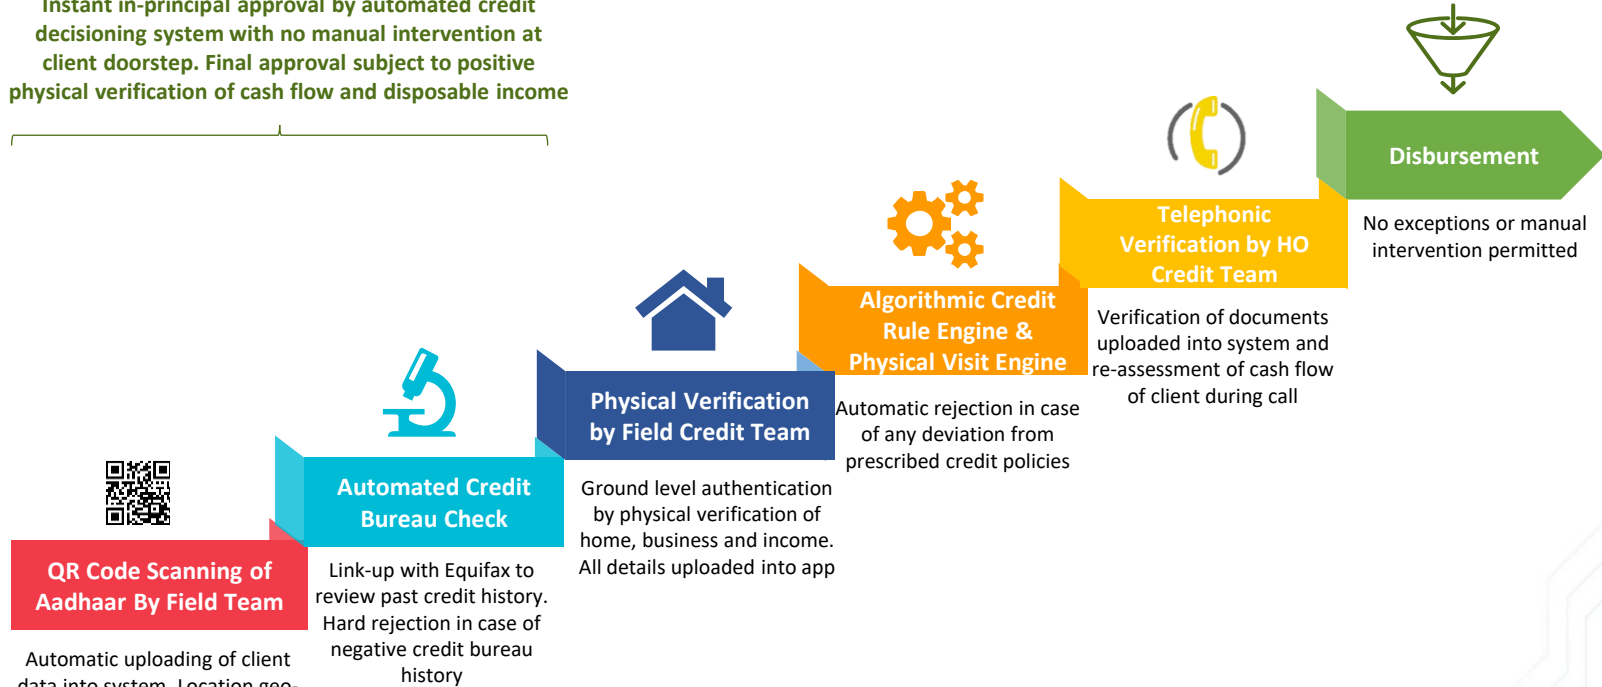 Instant in-principal approval by automated credit
decisioning system with no manual intervention at
client doorstep. Final approval subject to positive
physical verification of cash flow and disposable income
QR Code Scanning of
Aadhaar By Field Team
Automatic uploading of client
data into system. Location geo-
Automated Credit
Bureau Check
Link-up with Equifax to
review past credit history.
Hard rejection in case of
negative credit bureau
history
Physical Verification
by Field Credit Team
Ground level authentication
by physical verification of
home, business and income.
All details uploaded into app
Algorithmic Credit
Rule Engine &
Physical Visit Engine
Automatic rejection in case
of any deviation from
prescribed credit policies
Telephonic
Verification by HO
Credit Team
Verification of documents
uploaded into system and
re-assessment of cash flow
of client during call
Disbursement
No exceptions or manual
intervention permitted